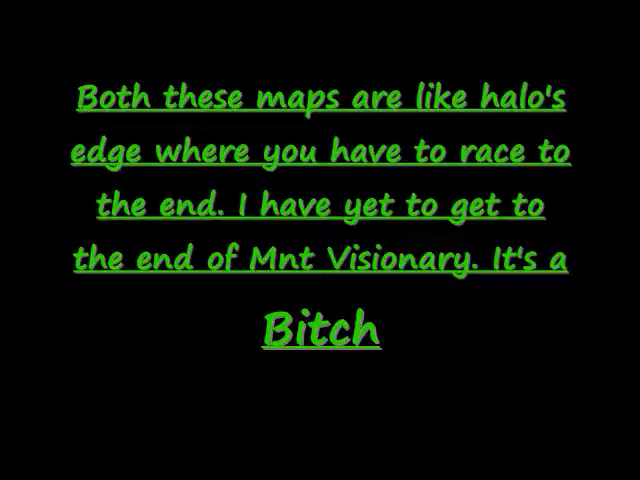 Both these maps are like halo's
edge where you have to race to
the end. I have yet to get to
the end of Mnt Visionary. It's a
Bitch